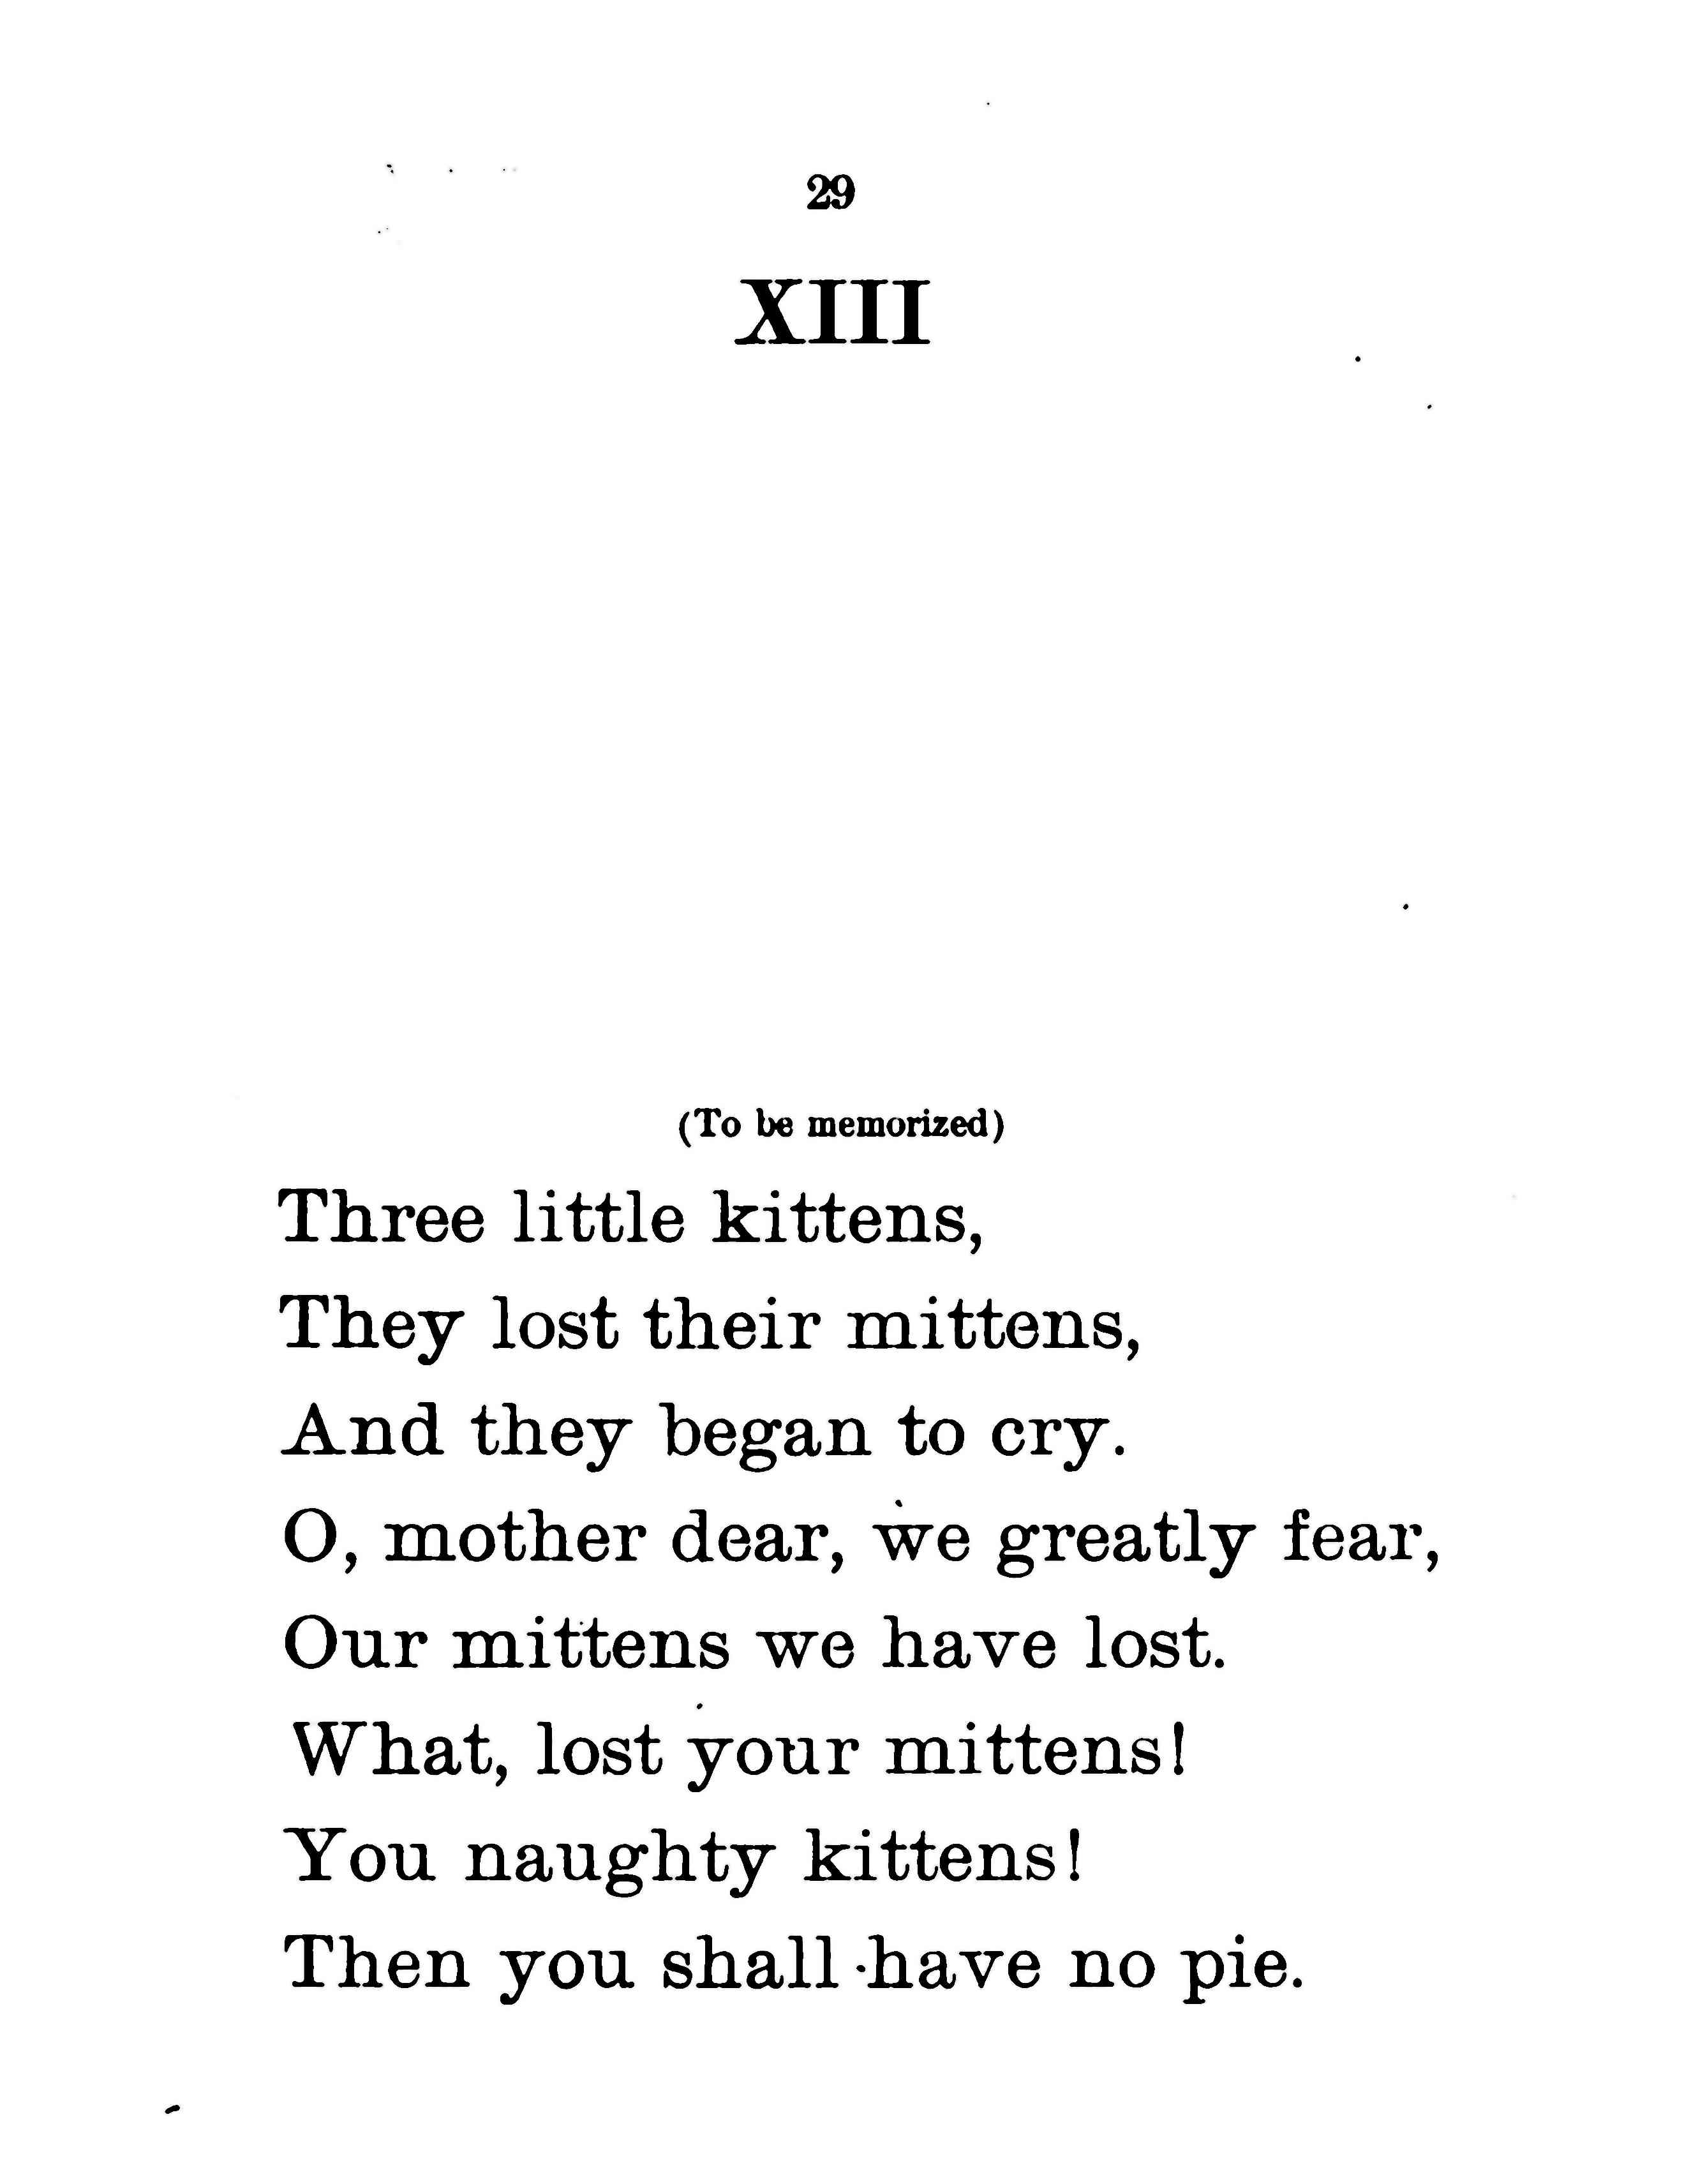 29
XIII
(To be memorized)
Three little kittens,
They lost their mittens,
And they began to cry.
O, mother dear, we greatly fear,
Our mittens we have lost.
What, lost your mittens!
You naughty kittens!
Then you shall have no pie.